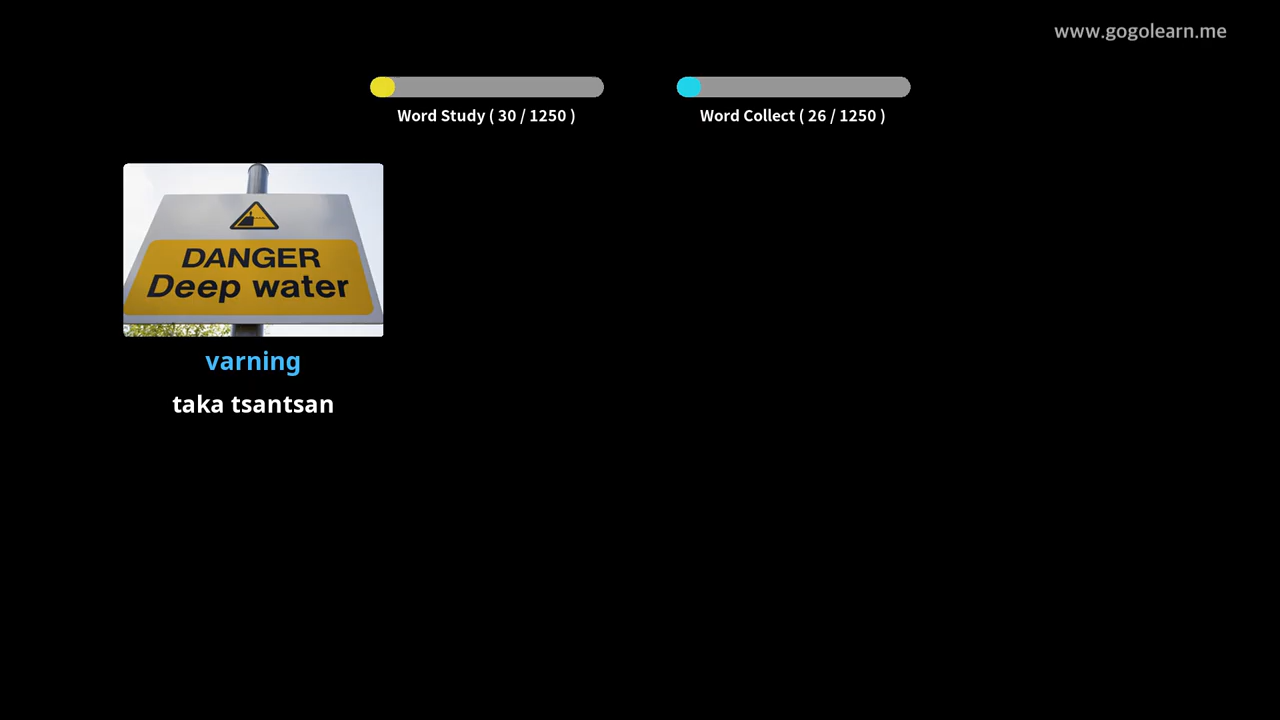 www.gogolearn.me
Word Study ( 30 / 1250 )
Word Collect ( 26 / 1250 )
DANGER
Deep water
varning
taka tsantsan